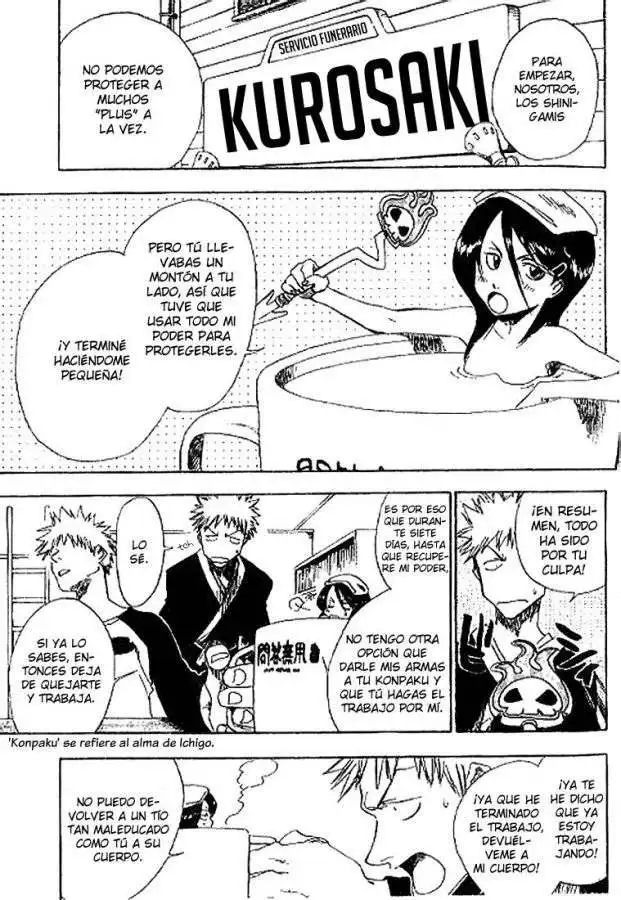 SERVICIO FUNERARIO
KUROSAKI
PARA
EMPEZAR,
NOSOTROS,
LOS SHINI-
GAMIS
NO PODEMOS
PROTEGER A
MUCHOS
"PLUS" A
LA VEZ.
PERO TÚ LLE-
VABAS UN
MONTÓN A TU
LADO, ASÍ QUE
TUVE QUE
USAR TODO MI
PODER PARA
PROTEGERLES.
¡Y TERMINÉ
HACIÉNDOME
PEQUEÑA!
¡EN RESU-
MEN, TODO
HA SIDO
POR TU
CULPA!
ES POR ESO
QUE DURAN-
TE SIETE
DÍAS, HASTA
QUE RECUPE-
RE MI PODER,
NO TENGO OTRA
OPCIÓN QUE
DARLE MIS ARMAS
A TU KONPAKU Y
QUE TÚ HAGAS EL
TRABAJO POR MÍ.
問答無用
LO
SÉ.
SI YA LO
SABES, EN-
TONCES DEJA
DE QUEJARTE
Y TRABAJA.
'Konpaku' se refiere al alma de Ichigo.
¡YA TE
HE DICHO
QUE YA
ESTOY
TRABA-
JANDO!
¡YA QUE HE
TERMINADO
EL TRABAJO,
DEVUÉL-
VEME A
MI CUERPO!
NO PUEDO DE-
VOLVER A UN TÍO
TAN MALEDUCADO
COMO TÚ A SU
CUERPO.